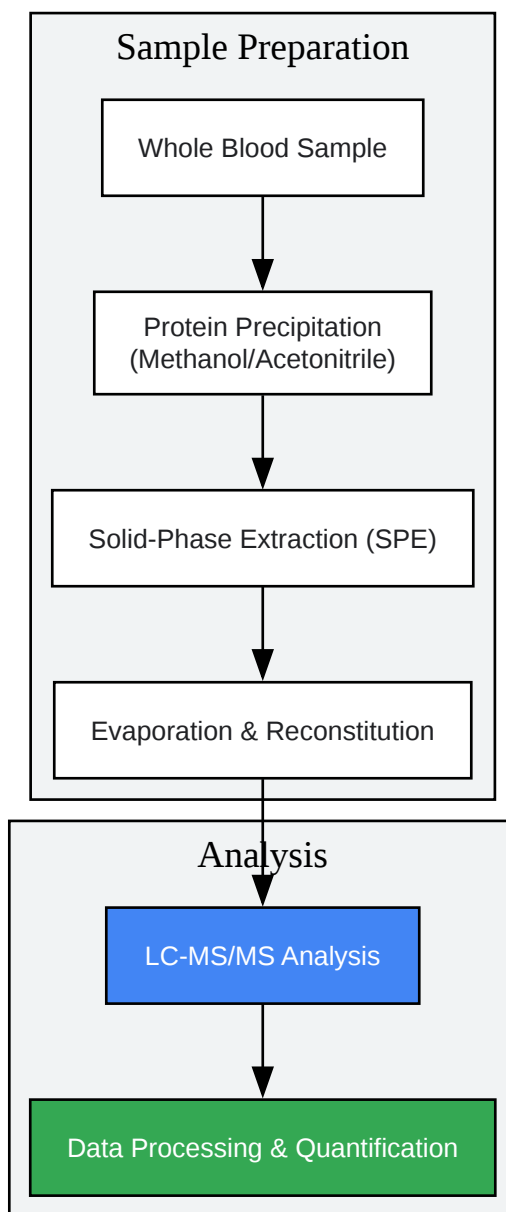 Sample Preparation
Whole Blood Sample
Protein Precipitation
(Methanol/Acetonitrile)
Solid-Phase Extraction (SPE)
Evaporation & Reconstitution
Analysis
LC-MS/MS Analysis
Data Processing & Quantification